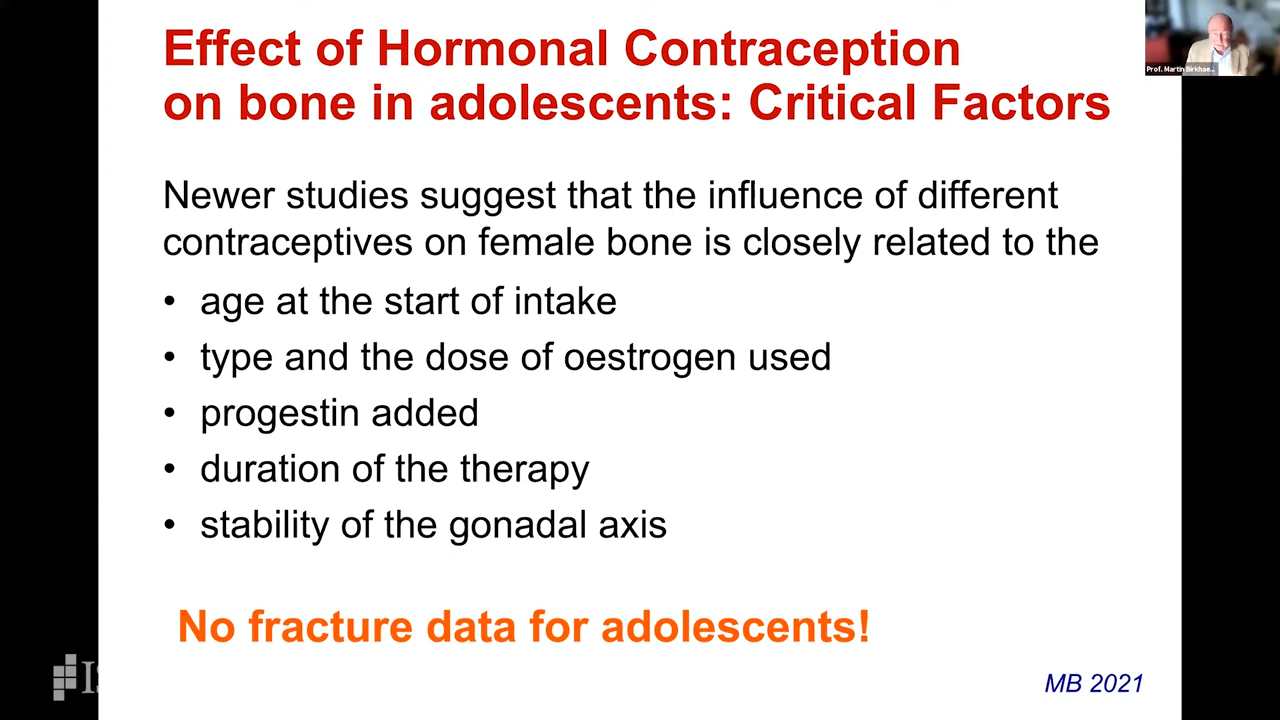 Effect of Hormonal Contraception
on bone in adolescents: Critical Factors
Prof. Martin Birkhae...
Newer studies suggest that the influence of different
contraceptives on female bone is closely related to the
• age at the start of intake
• type and the dose of oestrogen used
• progestin added
• duration of the therapy
• stability of the gonadal axis
No fracture data for adolescents!
MB 2021